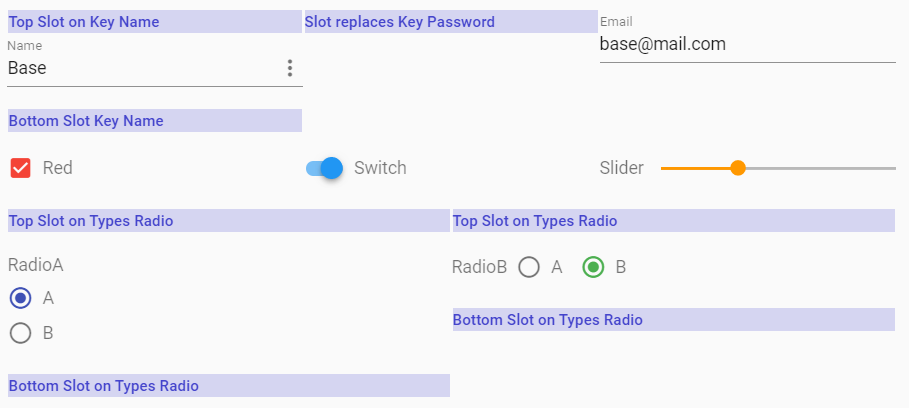 Top Slot on Key Name
Slot replaces Key Password
Email
Name
base@mail.com
Base
Bottom Slot Key Name
Red
Switch
Slider
Top Slot on Types Radio
Top Slot on Types Radio
RadioA
RadioB A B
A
B
Bottom Slot on Types Radio
Bottom Slot on Types Radio